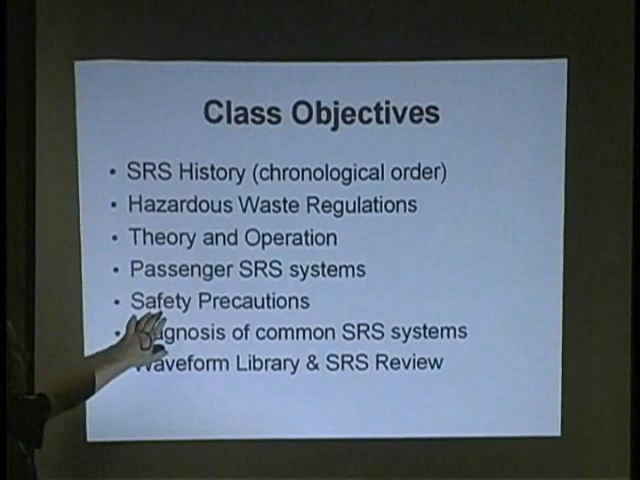 Class Objectives
• SRS History (chronological order)
• Hazardous Waste Regulations
• Theory and Operation
• Passenger SRS systems
• Safety Precautions
• Diagnosis of common SRS systems
Waveform Library & SRS Review